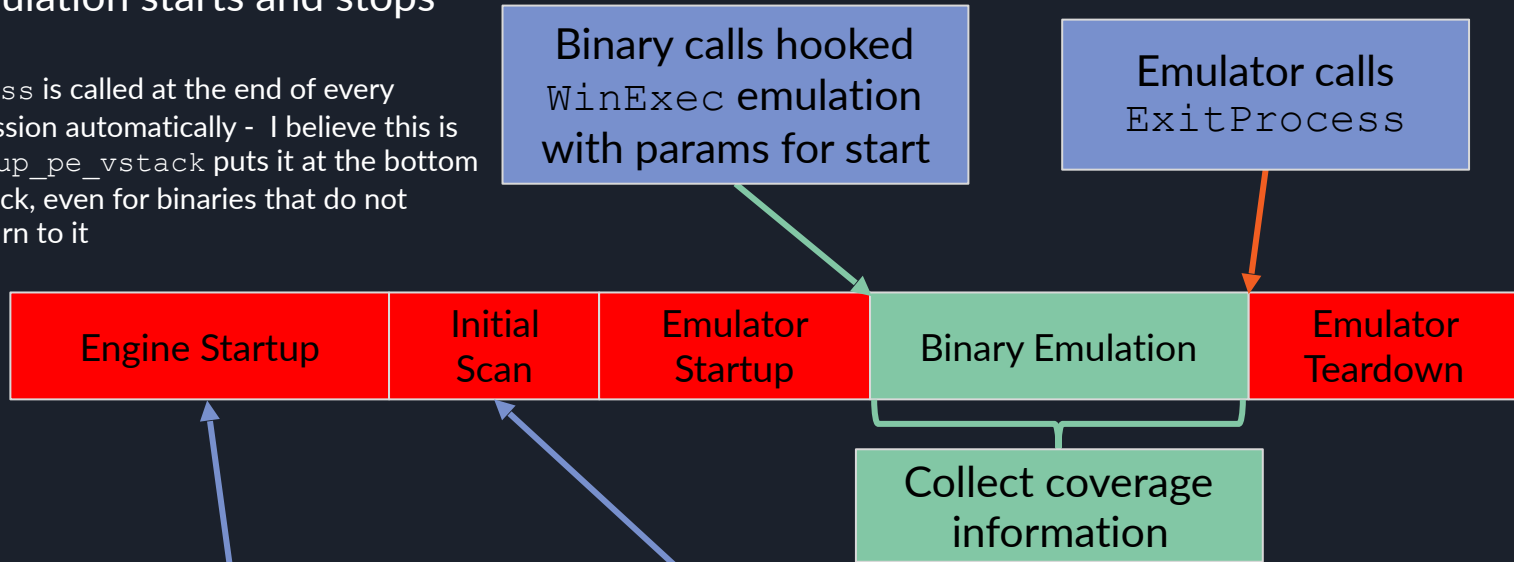 ulation starts and stops
ss is called at the end of every
ssion automatically - I believe this is
up_pe_vstack puts it at the bottom
ck, even for binaries that do not
rn to it
Binary calls hooked
WinExec emulation
with params for start
Emulator calls
ExitProcess
Engine Startup
Initial
Scan
Emulator
Startup
Binary Emulation
Emulator
Teardown
Collect coverage
information